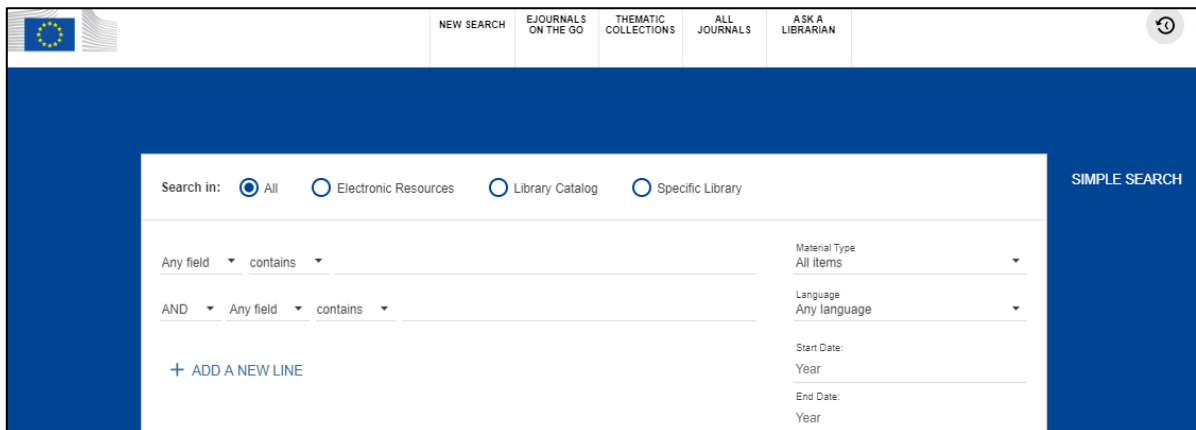 NEW SEARCH
EJOURNALS
ON THE GO
THEMATIC
COLLECTIONS
ALL
JOURNALS
ASK A
LIBRARIAN
SIMPLE SEARCH
Search in: All Electronic Resources Library Catalog Specific Library
Any field contains
AND Any field contains
+ ADD A NEW LINE
Material Type
All items
Language
Any language
Start Date:
Year
End Date:
Year